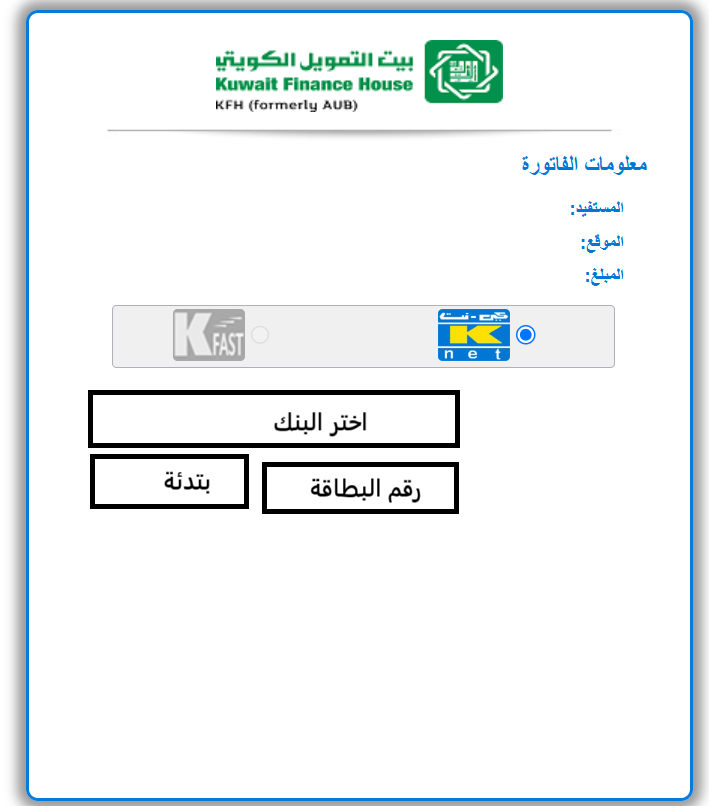 بيت التمويل الكويتي
Kuwait Finance House
KFH (formerly AUB)
معلومات الفاتورة
المستفيد:
الموقع:
المبلغ:
كي - نت
K
net
K
FAST
اختر البنك
رقم البطاقة
بتدئة